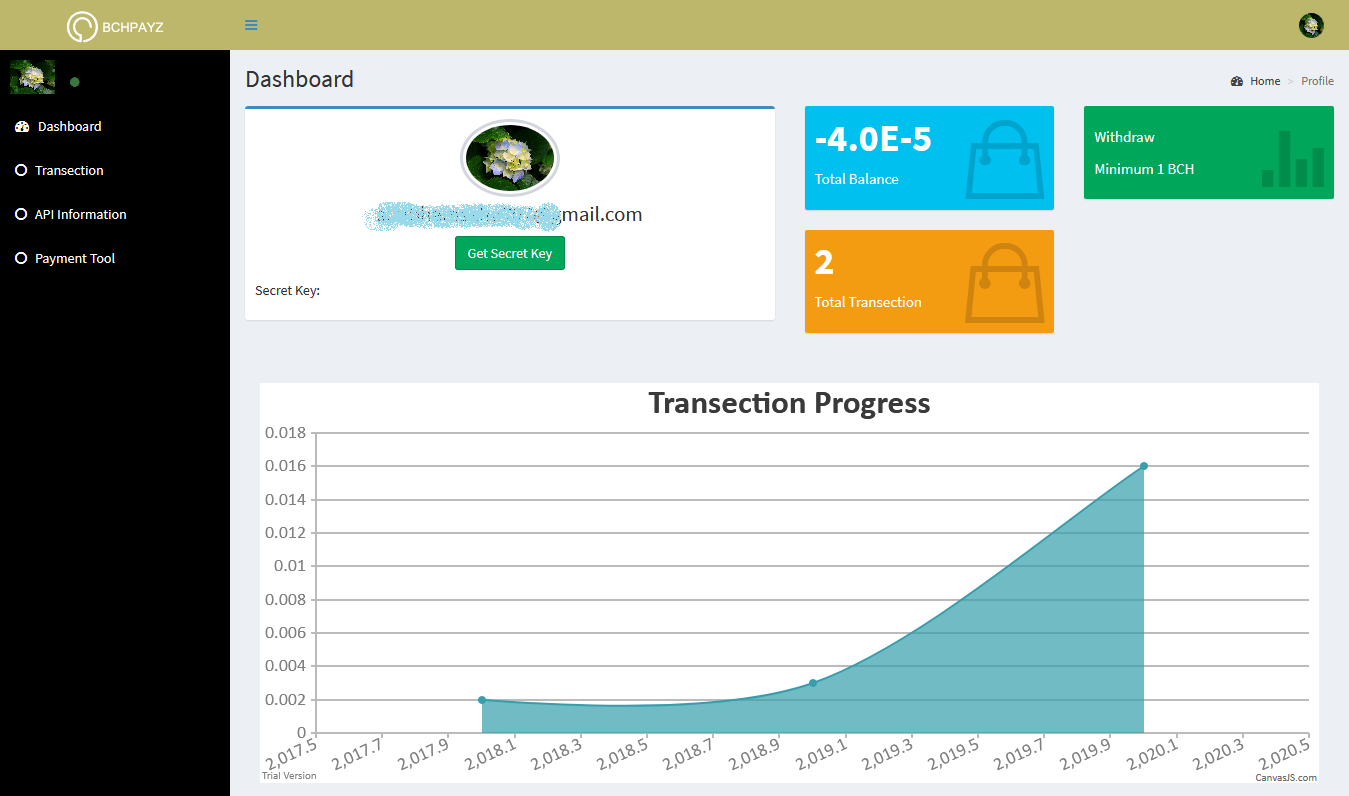 BCHPAYZ
Dashboard
Transection
API Information
Payment Tool
Dashboard
Home > Profile
gmail.com
Get Secret Key
Secret Key:
-4.0E-5
Total Balance
2
Total Transection
Withdraw
Minimum 1 BCH
Transection Progress
0.018
0.016
0.014
0.012
0.01
0.008
0.006
0.004
0.002
0
2,017.5 2,017.7 2,017.9 2,018.1 2,018.3 2,018.5 2,018.7 2,018.9 2,019.1 2,019.3 2,019.5 2,019.7 2,019.9 2,020.1 2,020.3 2,020.5
Trial Version
CanvasJS.com